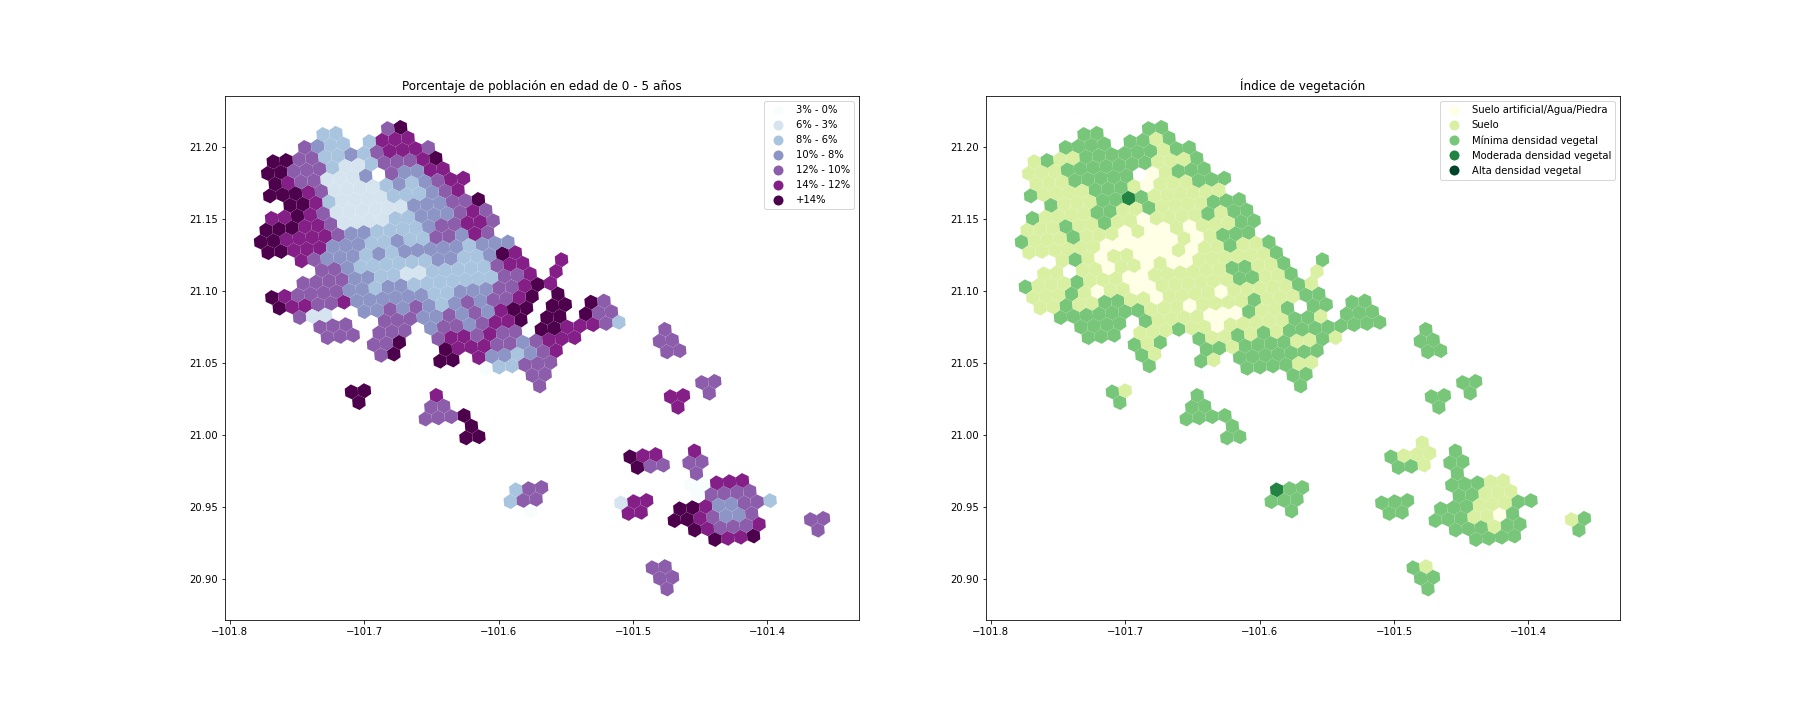 Porcentaje de población en edad de 0 - 5 años
3% - 0%
6% - 3%
8% - 6%
10% - 8%
12% - 10%
14% - 12%
+14%
21.20
21.15
21.10
21.05
21.00
20.95
20.90
−101.8 −101.7 −101.6 −101.5 −101.4
Índice de vegetación
Suelo artificial/Agua/Piedra
Suelo
Mínima densidad vegetal
Moderada densidad vegetal
Alta densidad vegetal
21.20
21.15
21.10
21.05
21.00
20.95
20.90
−101.8 −101.7 −101.6 −101.5 −101.4